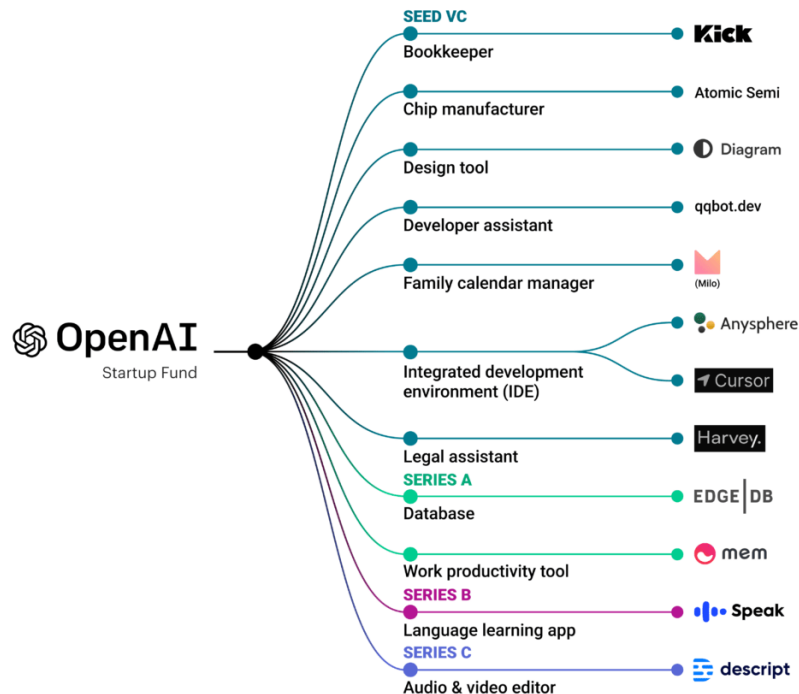 SEED VC
Bookkeeper
Kick
Chip manufacturer
Atomic Semi
Design tool
Diagram
Developer assistant
qqbot.dev
Family calendar manager
(Milo)
OpenAI
Startup Fund
Integrated development
environment (IDE)
Anysphere
Cursor
Legal assistant
Harvey.
SERIES A
Database
EDGE|DB
Work productivity tool
mem
SERIES B
Language learning app
Speak
SERIES C
Audio & video editor
descript